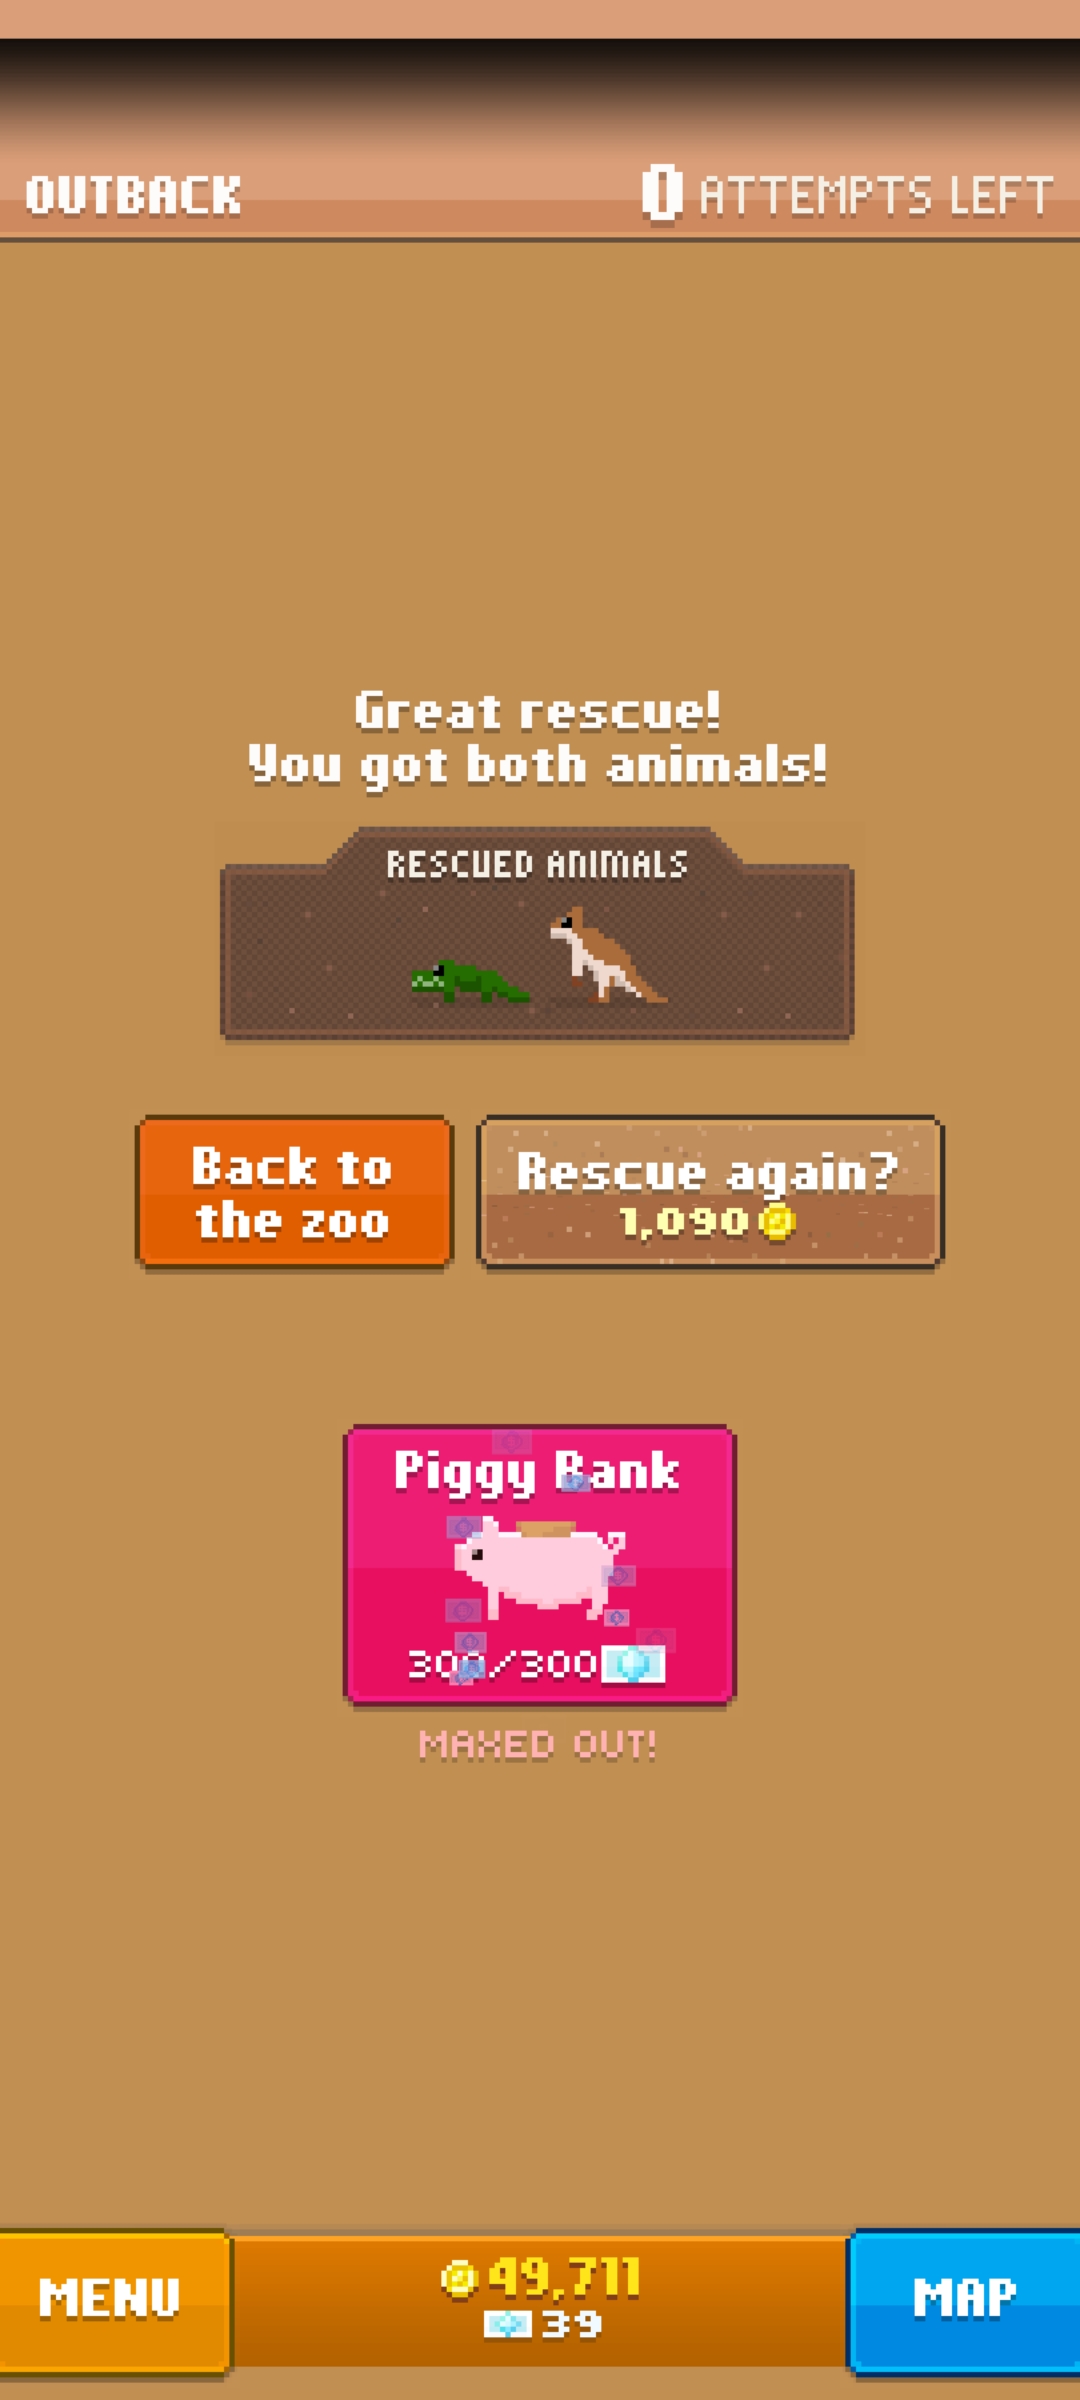 OUTBACK
0 ATTEMPTS LEFT
Great rescue!
You got both animals!
RESCUED ANIMALS
Back to
the zoo
Rescue again?
1,090
Piggy Bank
300/300
MAXED OUT!
MENU
49,711
39
MAP